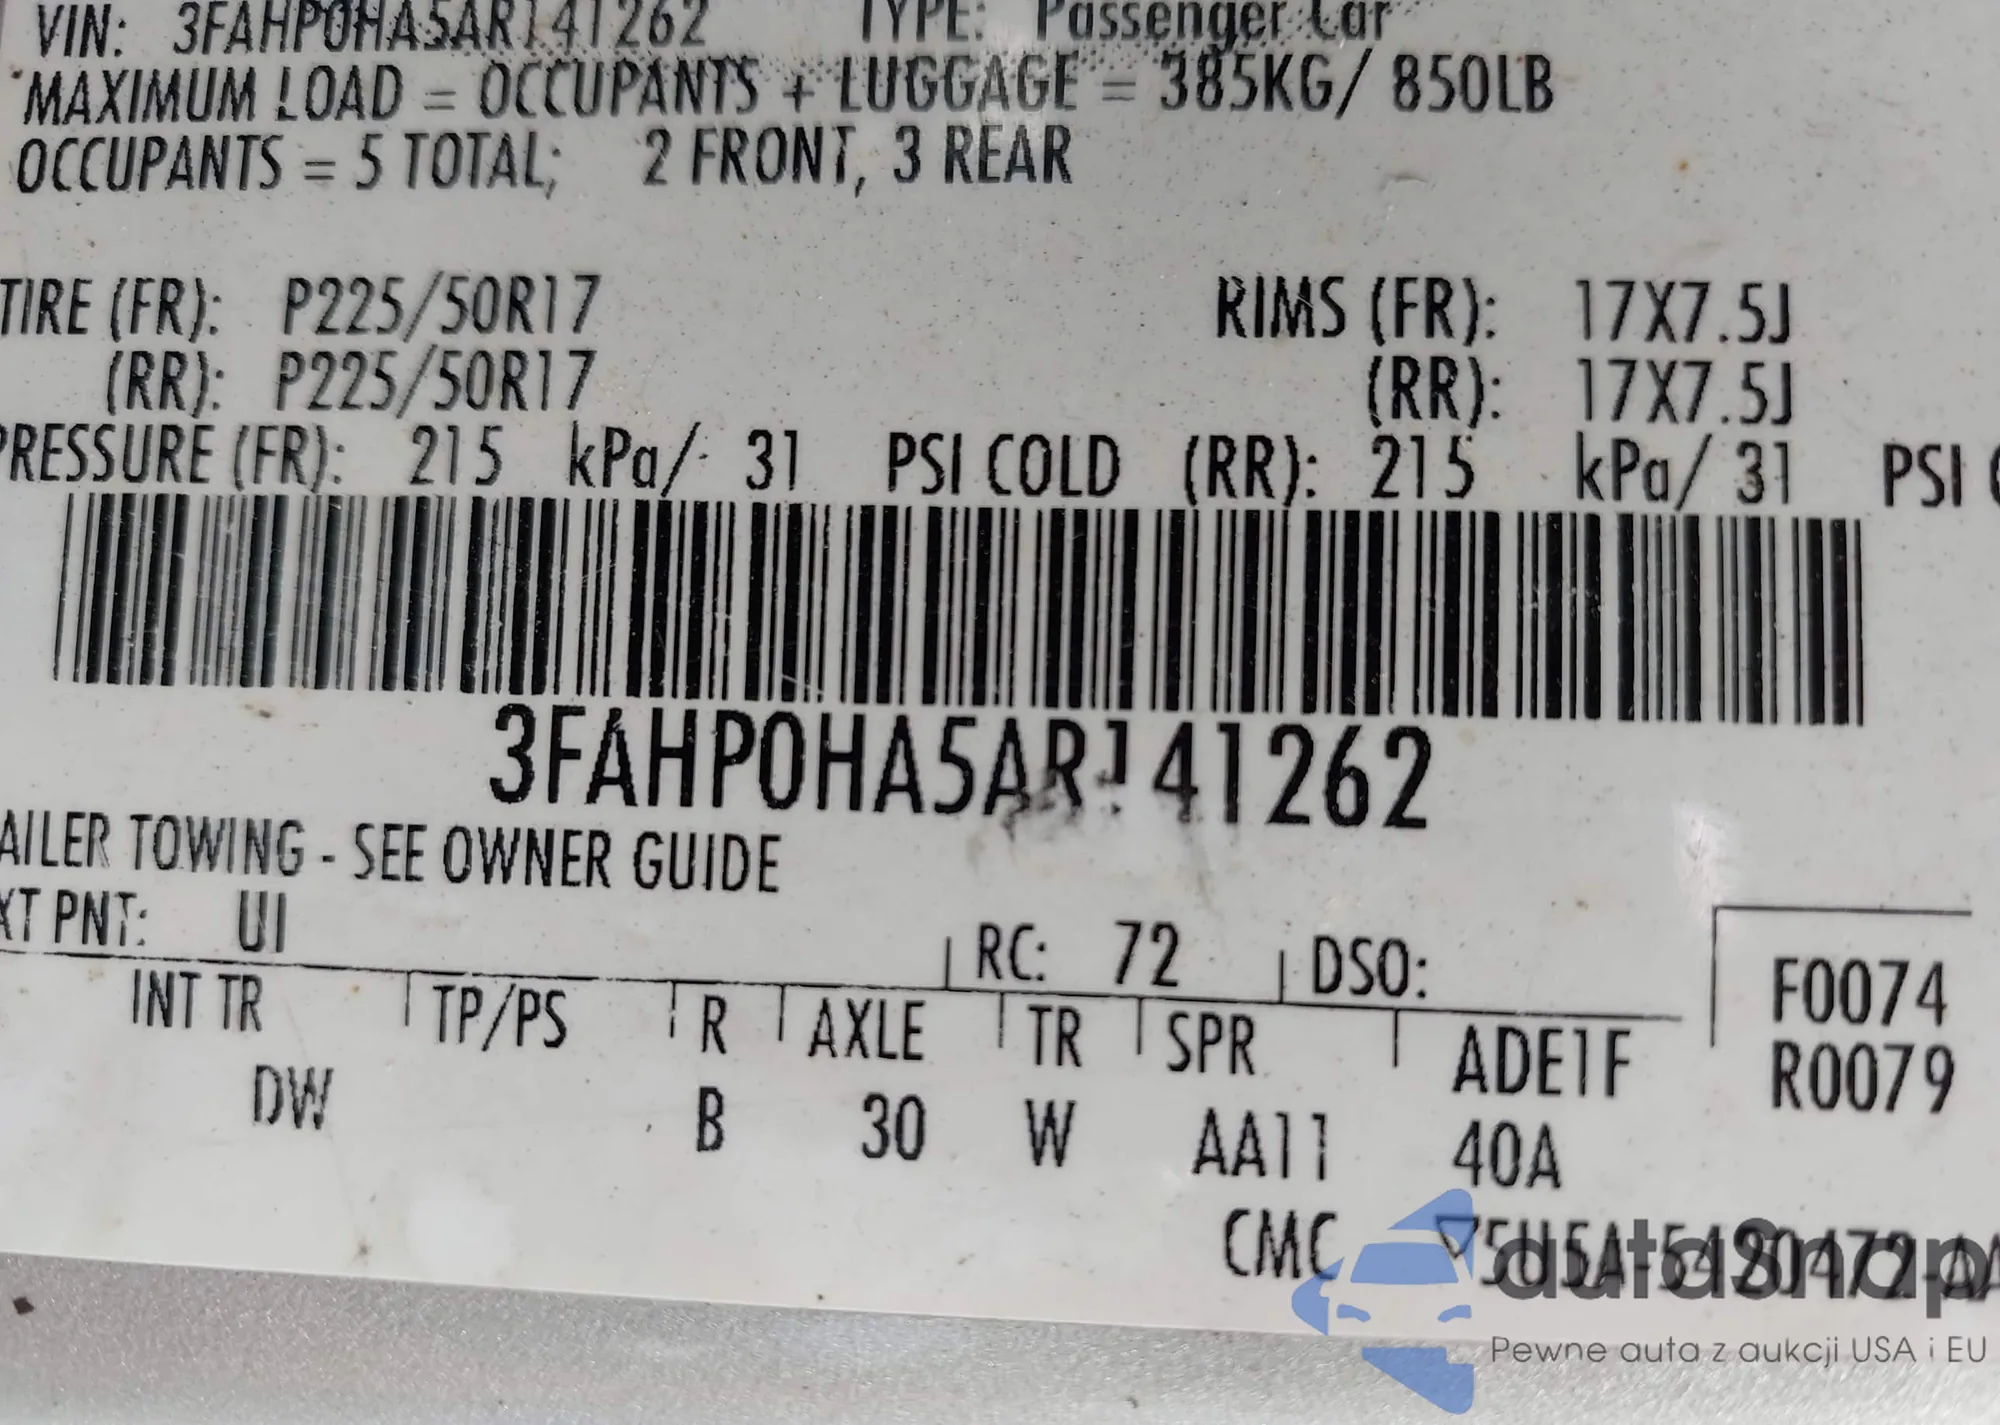 VIN: 3FAHP0HA5AR141262 TYPE: Passenger Car
MAXIMUM LOAD = OCCUPANTS + LUGGAGE = 385KG/ 850LB
OCCUPANTS = 5 TOTAL; 2 FRONT, 3 REAR
TIRE (FR): P225/50R17 RIMS (FR): 17X7.5J
(RR): P225/50R17 (RR): 17X7.5J
PRESSURE (FR): 215 kPa/ 31 PSI COLD (RR): 215 kPa/ 31 PSI
3FAHP0HA5AR141262
AILER TOWING - SEE OWNER GUIDE
XT PNT: UI RC: 72 DSO:
F0074
INT TR TP/PS R AXLE TR SPR ADE1F
R0079
DW B 30 W AA11 40A
CMC ▽5U5A-5420472-AA
autoSnap
Pewne auta z aukcji USA i EU